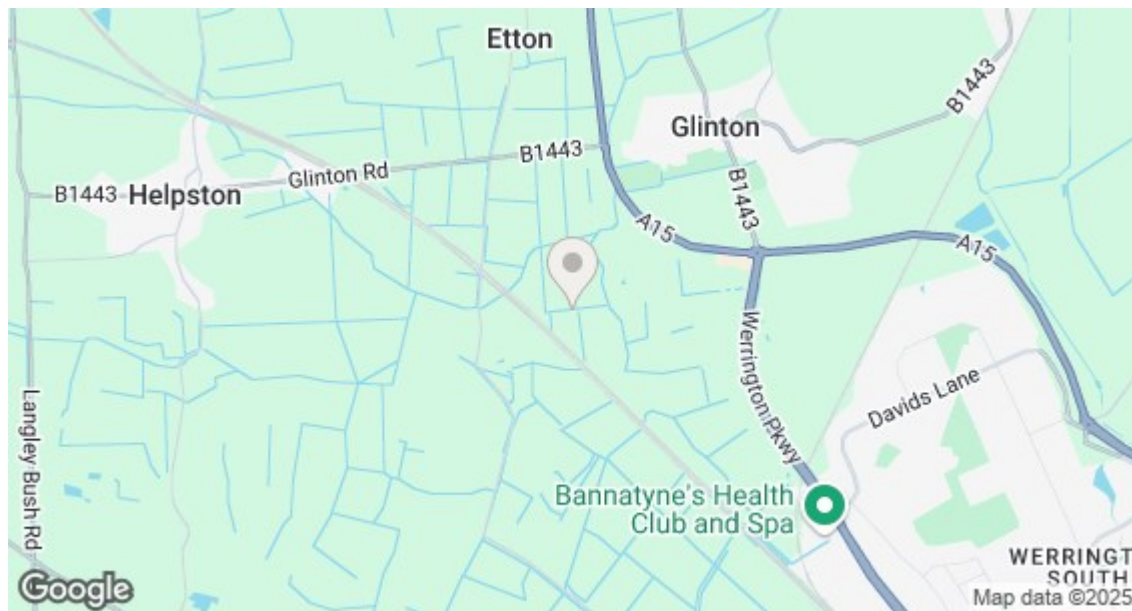 Etton
Glinton
B1443
B1443
Glinton Rd
B1443
Helpston
B1443
A15
A15
Werrington Pkwy
Davids Lane
Langley Bush Rd
Bannatyne's Health
Club and Spa
WERRINGT
SOUTH
Google
Map data ©2025